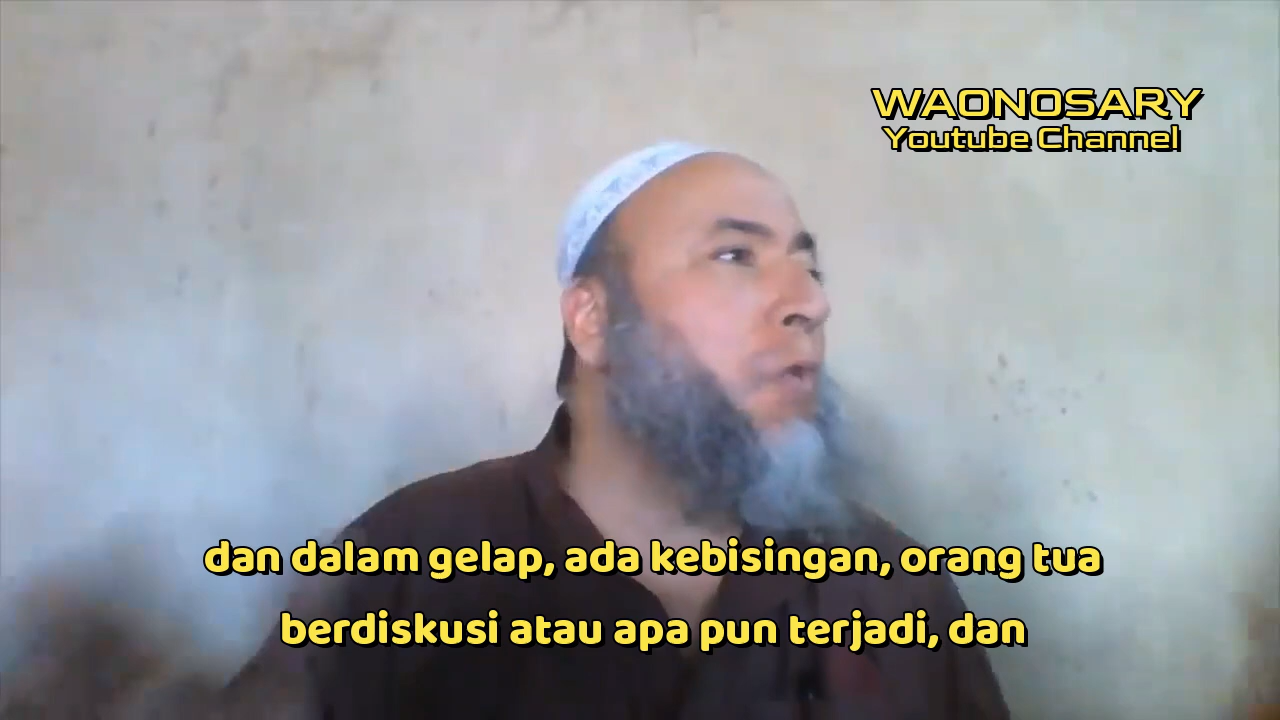 WAONOSARY
Youtube Channel
dan dalam gelap, ada kebisingan, orang tua
berdiskusi atau apa pun terjadi, dan